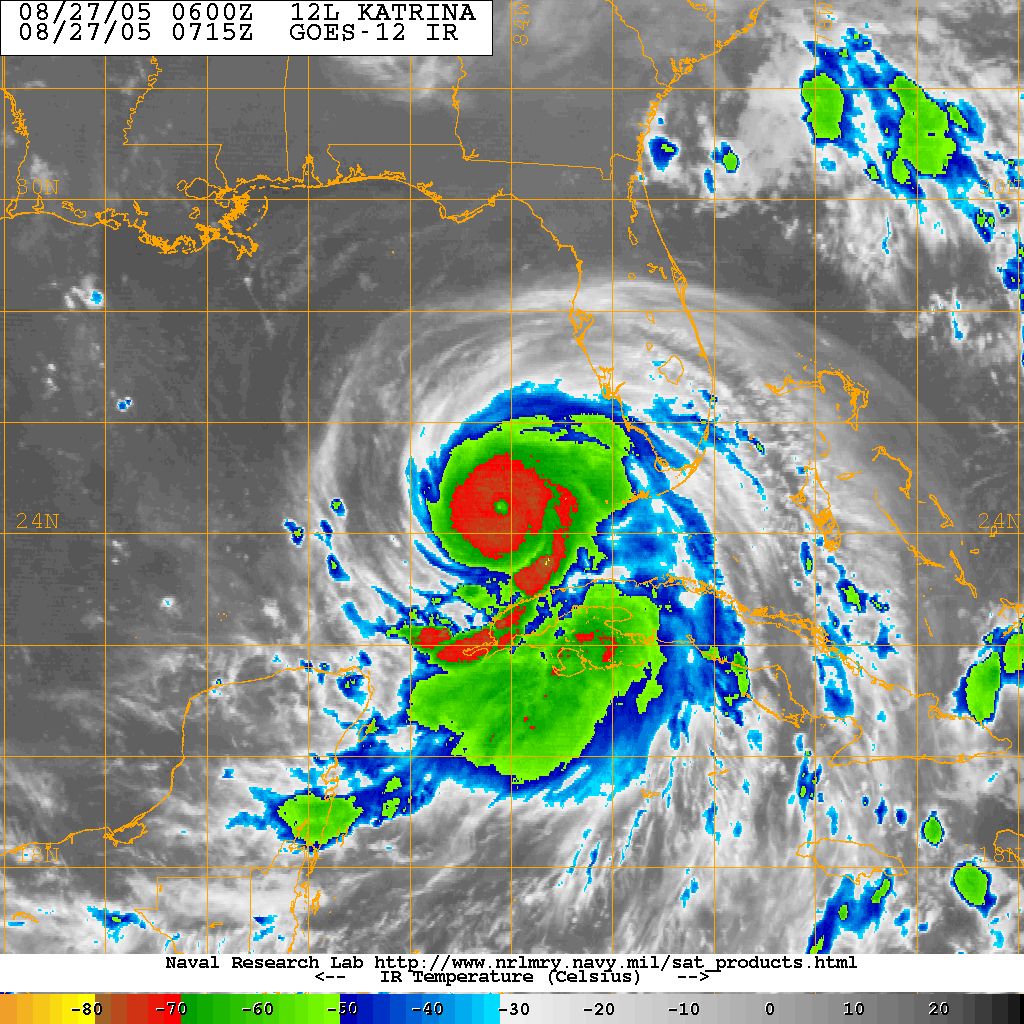 08/27/05 0600Z 12L KATRINA
08/27/05 0715Z GOES-12 IR
84W
30N
24N 24N
18N 18N
Naval Research Lab http://www.nrlmry.navy.mil/sat_products.html
<-- IR Temperature (Celsius) -->
-80 -70 -60 -50 -40 -30 -20 -10 0 10 20